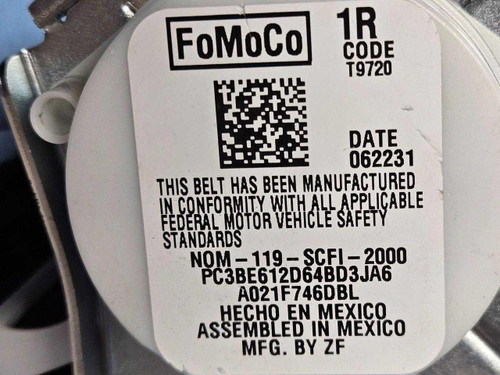 FoMoCo
1R
CODE
T9720
DATE
062231
THIS BELT HAS BEEN MANUFACTURED
IN CONFORMITY WITH ALL APPLICABLE
FEDERAL MOTOR VEHICLE SAFETY
STANDARDS
NOM-119-SCFI-2000
PC3BE612D64BD3JA6
A021F746DBL
HECHO EN MEXICO
ASSEMBLED IN MEXICO
MFG. BY ZF